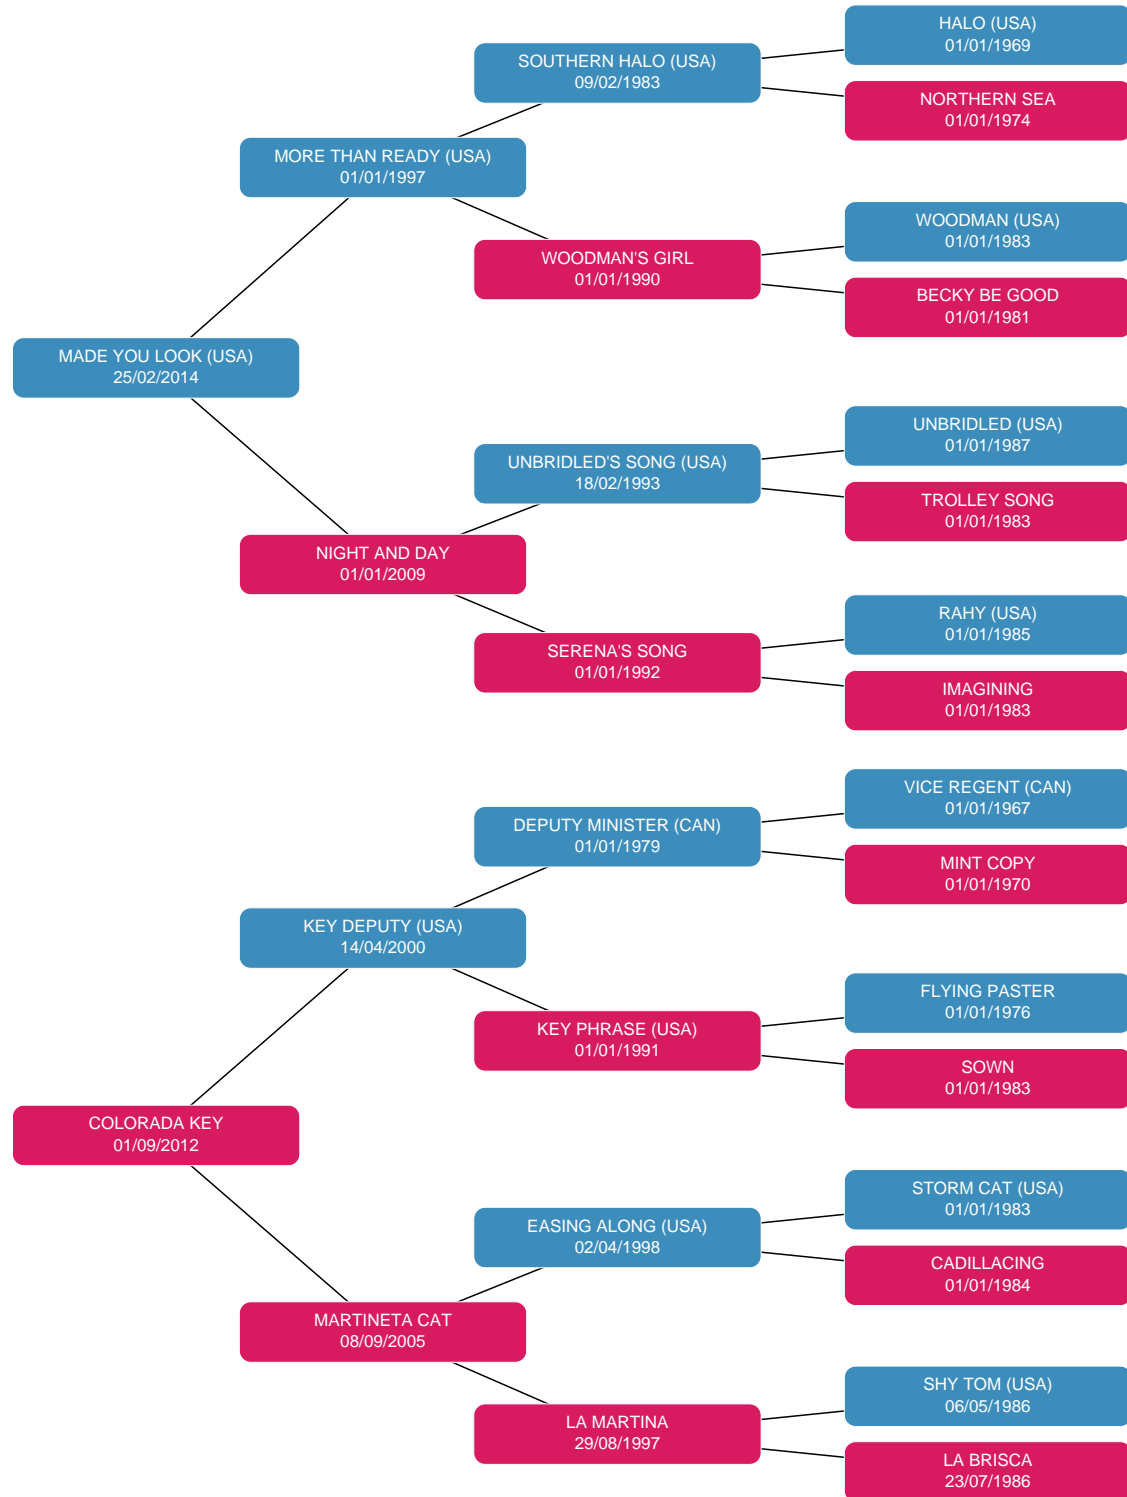 HALO (USA)
01/01/1969
SOUTHERN HALO (USA)
09/02/1983
NORTHERN SEA
01/01/1974
MORE THAN READY (USA)
01/01/1997
WOODMAN (USA)
01/01/1983
WOODMAN'S GIRL
01/01/1990
BECKY BE GOOD
01/01/1981
MADE YOU LOOK (USA)
25/02/2014
UNBRIDLED (USA)
01/01/1987
UNBRIDLED'S SONG (USA)
18/02/1993
TROLLEY SONG
01/01/1983
NIGHT AND DAY
01/01/2009
RAHY (USA)
01/01/1985
SERENA'S SONG
01/01/1992
IMAGINING
01/01/1983
VICE REGENT (CAN)
01/01/1967
DEPUTY MINISTER (CAN)
01/01/1979
MINT COPY
01/01/1970
KEY DEPUTY (USA)
14/04/2000
FLYING PASTER
01/01/1976
KEY PHRASE (USA)
01/01/1991
SOWN
01/01/1983
COLORADA KEY
01/09/2012
STORM CAT (USA)
01/01/1983
EASING ALONG (USA)
02/04/1998
CADILLACING
01/01/1984
MARTINETA CAT
08/09/2005
SHY TOM (USA)
06/05/1986
LA MARTINA
29/08/1997
LA BRISCA
23/07/1986